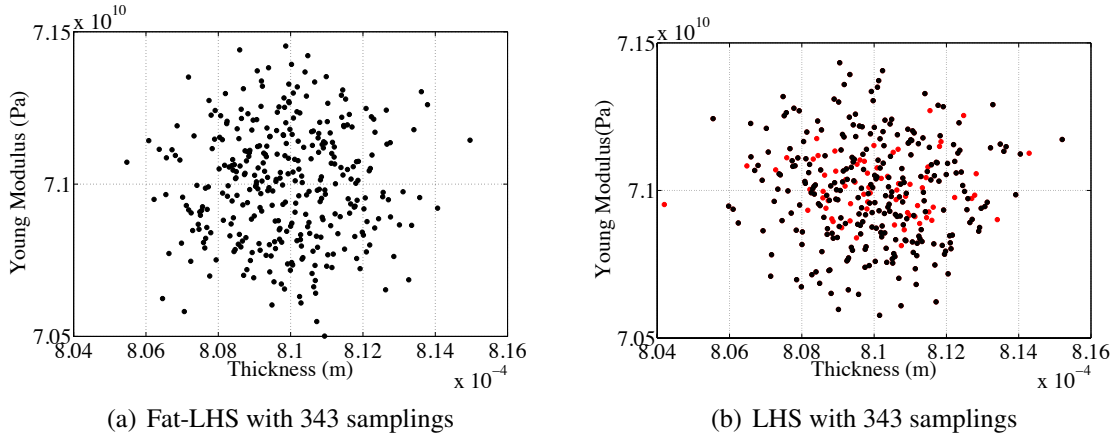 x 10^10
7.15
7.1
7.05
Young Modulus (Pa)
8.04 8.06 8.08 8.1 8.12 8.14 8.16
Thickness (m)
x 10^-4
(a) Fat-LHS with 343 samplings
x 10^10
7.15
7.1
7.05
Young Modulus(Pa)
8.04 8.06 8.08 8.1 8.12 8.14 8.16
Thickness (m)
x 10^-4
(b) LHS with 343 samplings